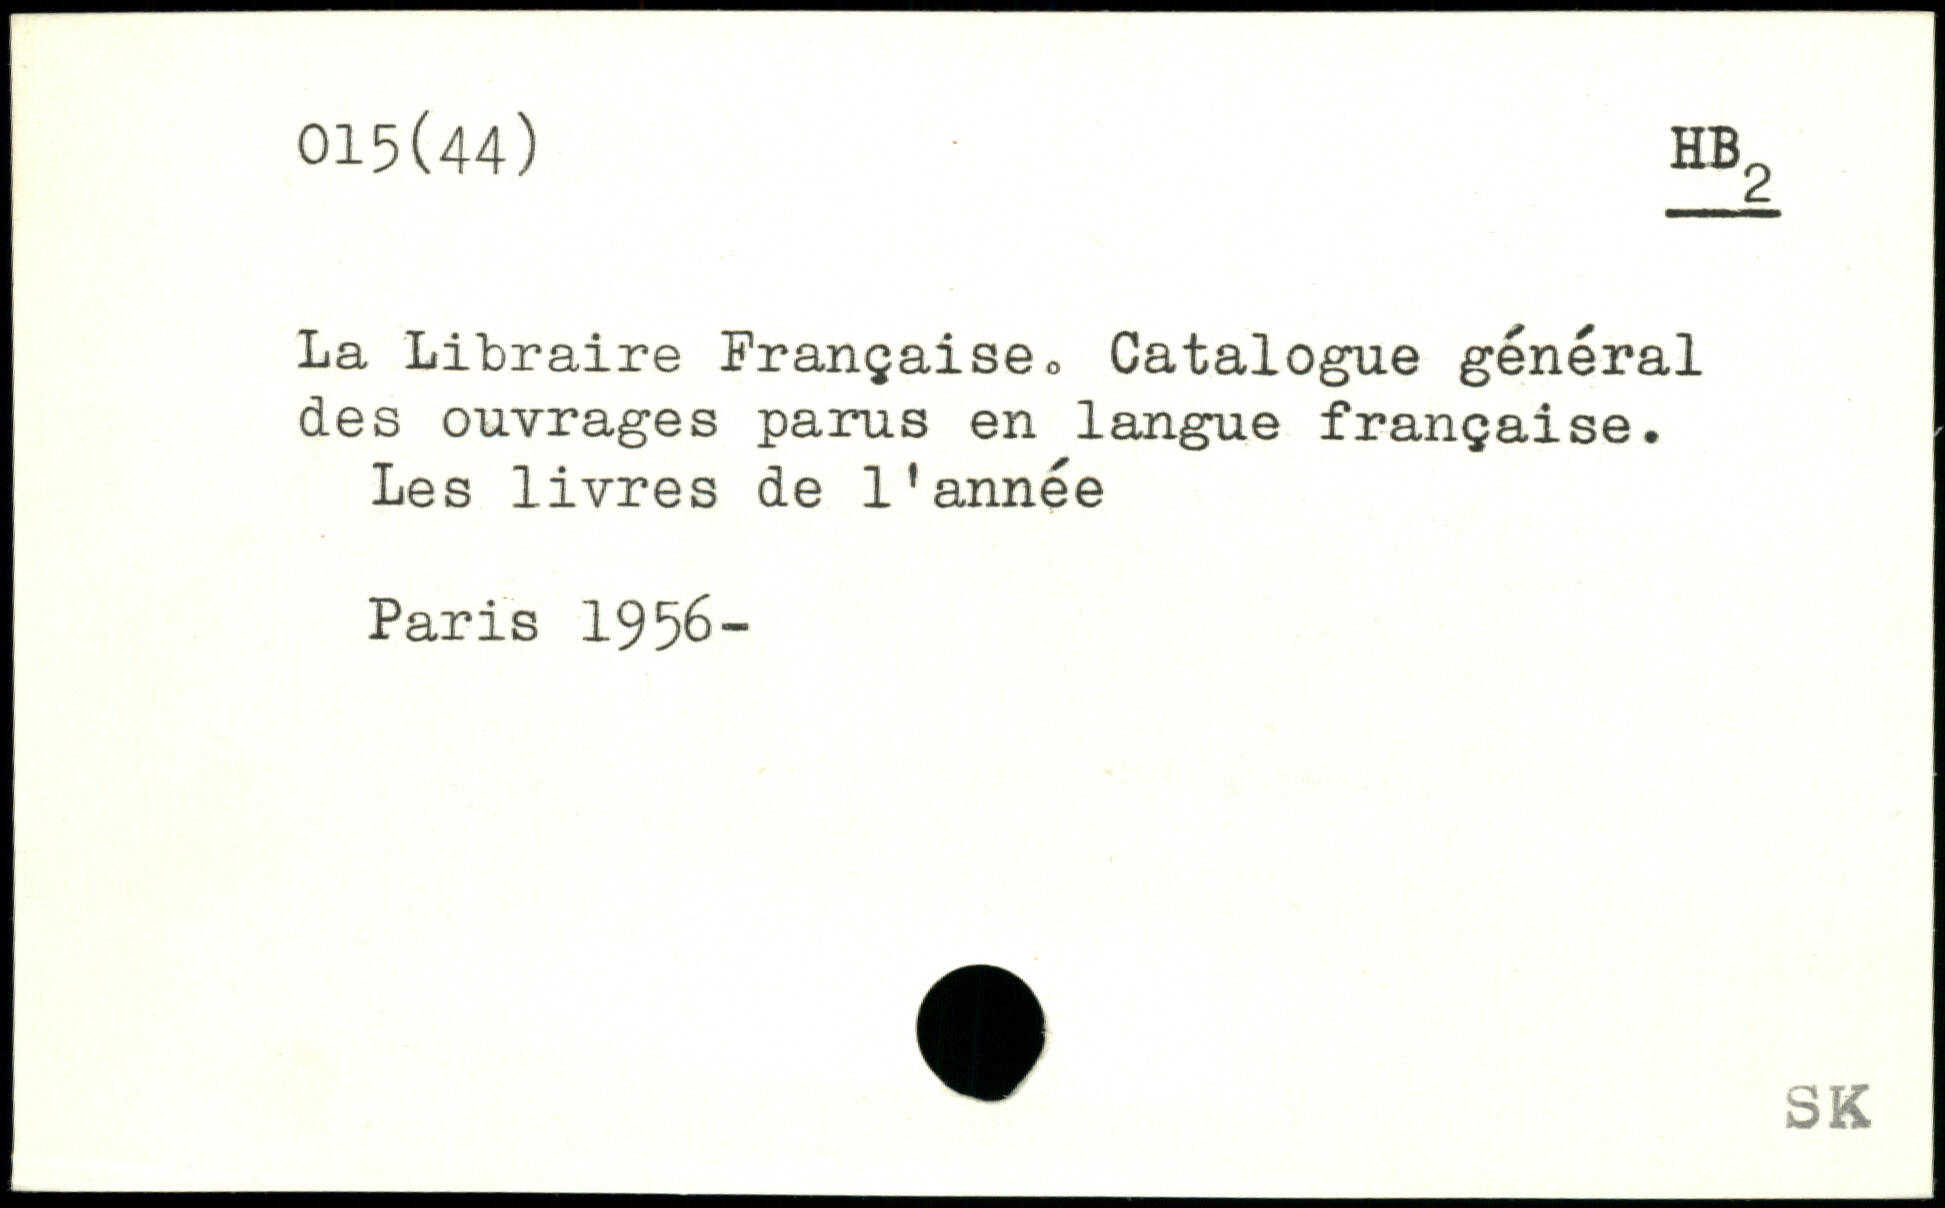 015(44) HB2
La Libraire Française. Catalogue général
des ouvrages parus en langue française.
Les livres de l'année
Paris 1956-
SK